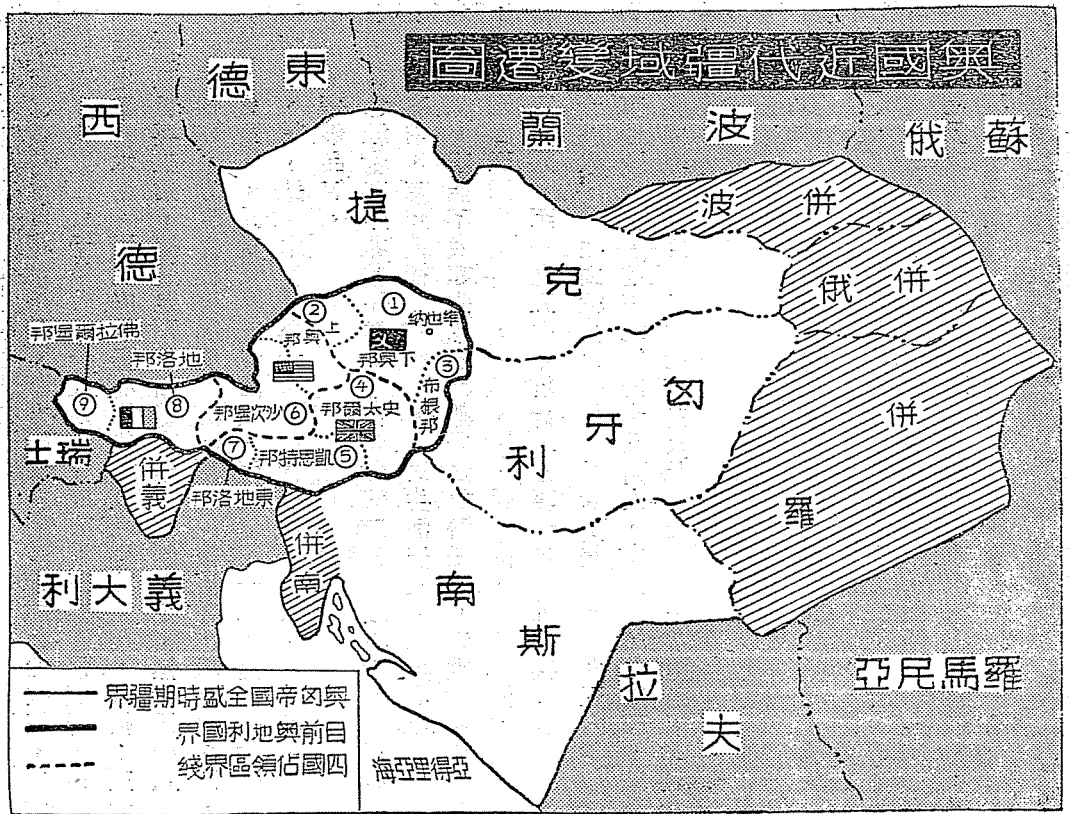 奧國近代疆域變遷圖
東德
西德
波蘭
蘇俄
捷克
匈牙利
南斯拉夫
羅馬尼亞
義大利
瑞士
併波
併俄
併羅
併義
併南
① 下奧邦
維也納
② 上奧邦
③ 布根邦
④ 史太爾邦
⑤ 凱恩特邦
⑥ 沙次堡邦
⑦ 東地洛邦
⑧ 地洛邦
⑨ 佛拉爾堡邦
亞得里亞海
奧匈帝國全盛時期疆界
目前奧地利國界
四國佔領區界綫